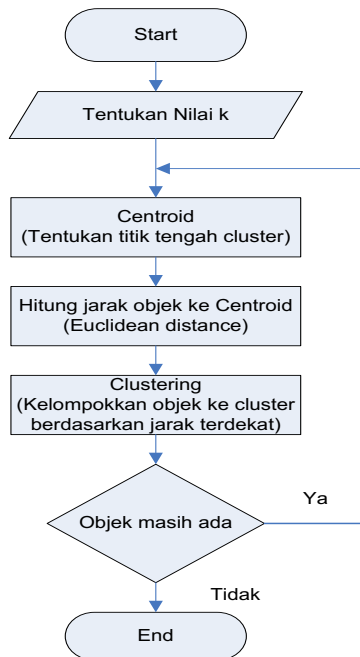 Start
Tentukan Nilai k
Centroid
(Tentukan titik tengah cluster)
Hitung jarak objek ke Centroid
(Euclidean distance)
Clustering
(Kelompokkan objek ke cluster
berdasarkan jarak terdekat)
Objek masih ada
Ya
Tidak
End